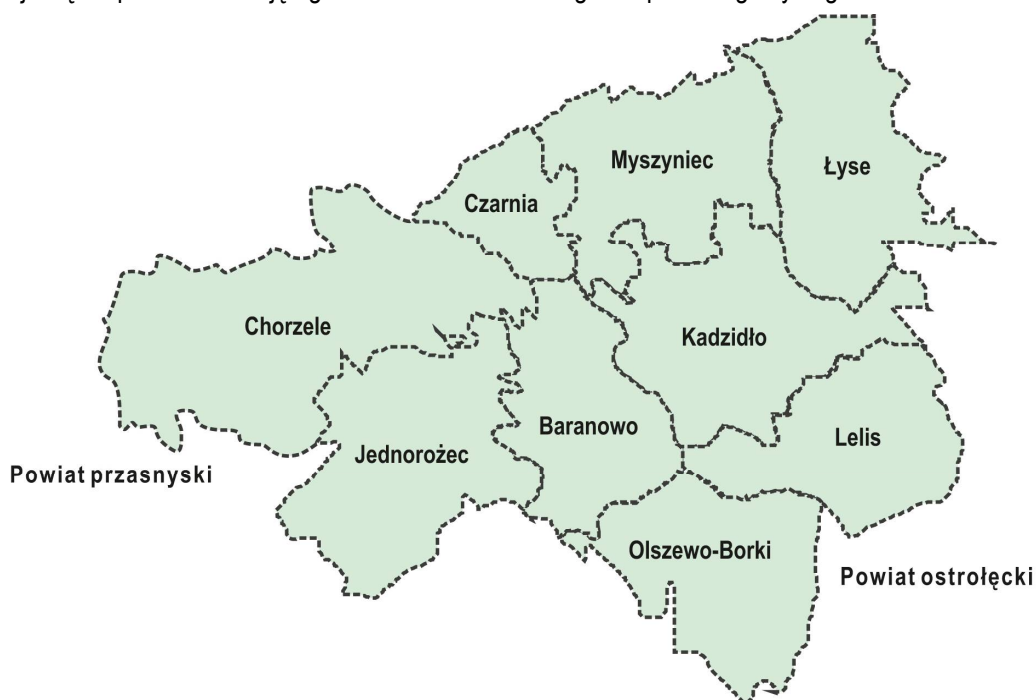 Łyse
Myszyniec
Czarnia
Chorzele
Kadzidło
Baranowo
Lelis
Jednorożec
Powiat przasnyski
Olszewo-Borki
Powiat ostrołęcki